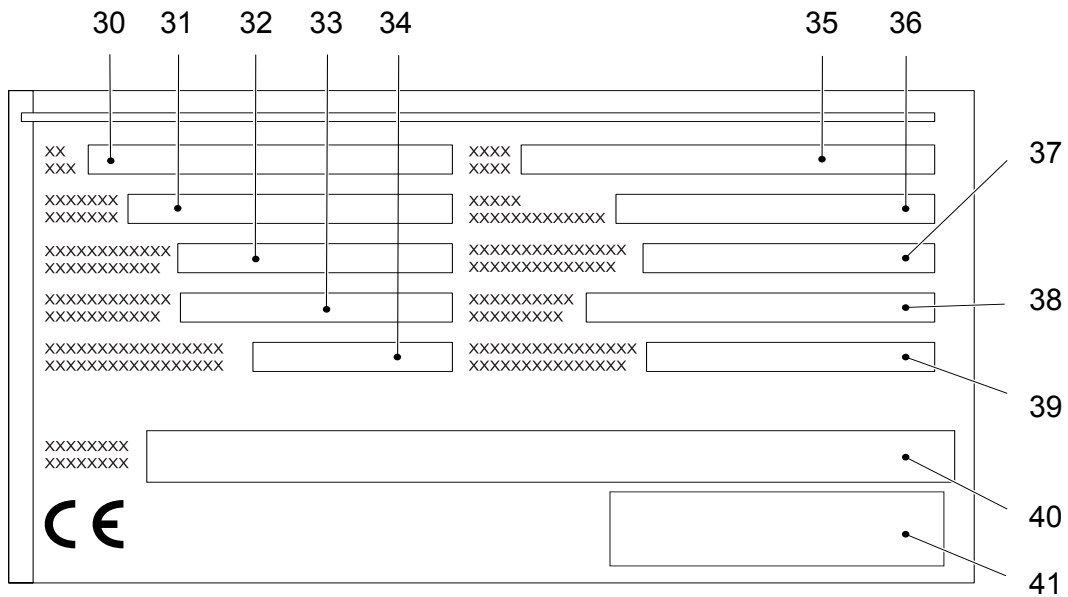 30 31 32 33 34 35 36
XX XXXX
XXX XXXX
37
XXXXXXX XXXXX
XXXXXXX XXXXXXXXXXXXX
XXXXXXXXXXXX XXXXXXXXXXXXXXX
XXXXXXXXXXX XXXXXXXXXXXXXX
XXXXXXXXXXXX XXXXXXXXXX
38
XXXXXXXXXXX XXXXXXXXX
XXXXXXXXXXXXXXXXX XXXXXXXXXXXXXXXX
XXXXXXXXXXXXXXXXX XXXXXXXXXXXXXXX
39
XXXXXXXX
XXXXXXXX
40
CE
41